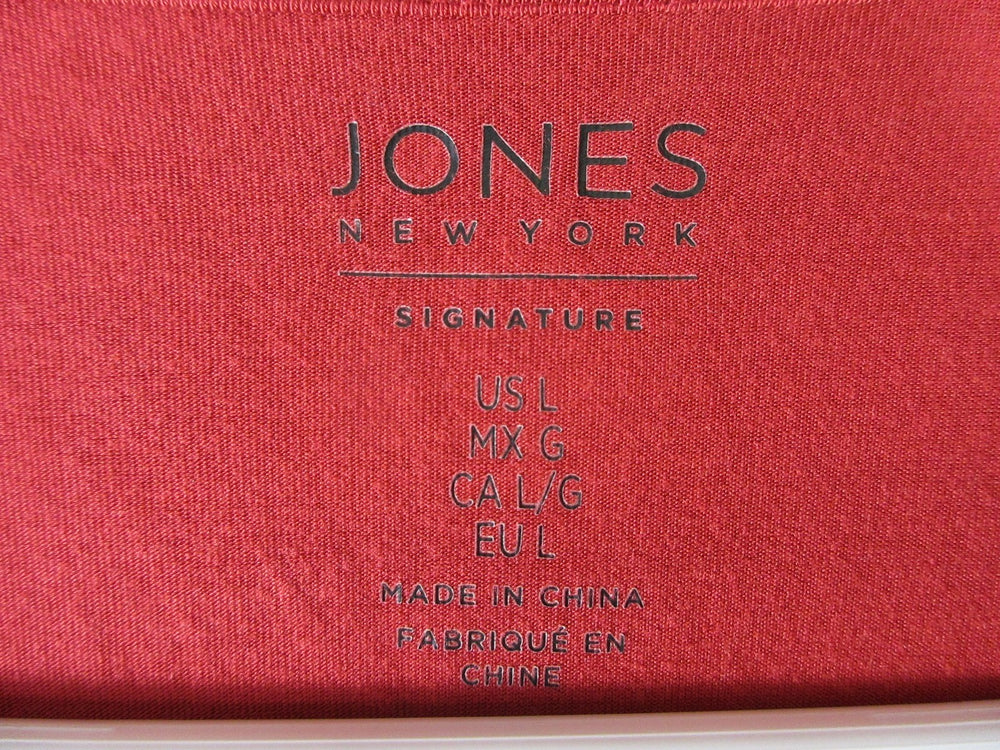 JONES
NEW YORK
SIGNATURE
US L
MX G
CA L/G
EU L
MADE IN CHINA
FABRIQUÉ EN
CHINE